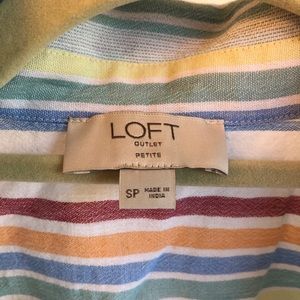 LOFT
OUTLET
PETITE
SP MADE IN
INDIA